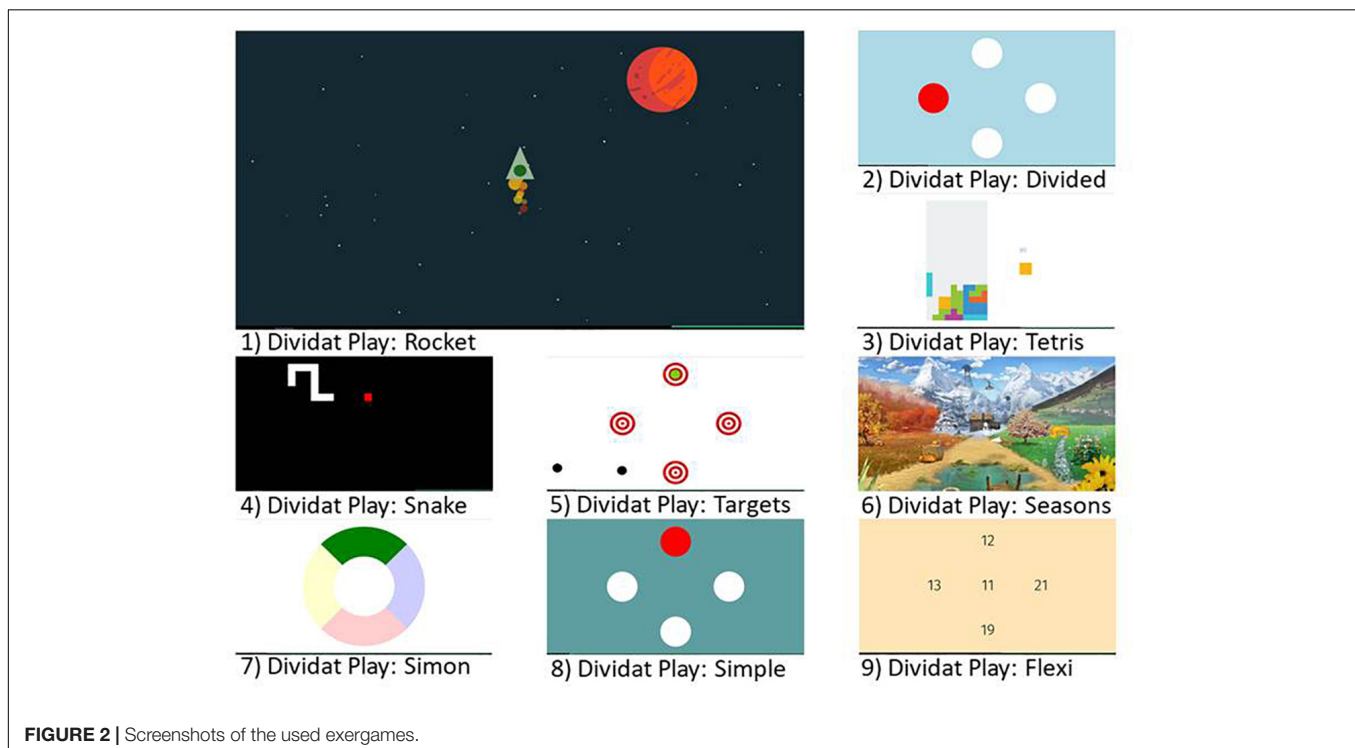 1) Dividat Play: Rocket
2) Dividat Play: Divided
3) Dividat Play: Tetris
4) Dividat Play: Snake
5) Dividat Play: Targets
6) Dividat Play: Seasons
7) Dividat Play: Simon
8) Dividat Play: Simple
12
13 11 21
19
9) Dividat Play: Flexi
FIGURE 2 | Screenshots of the used exergames.